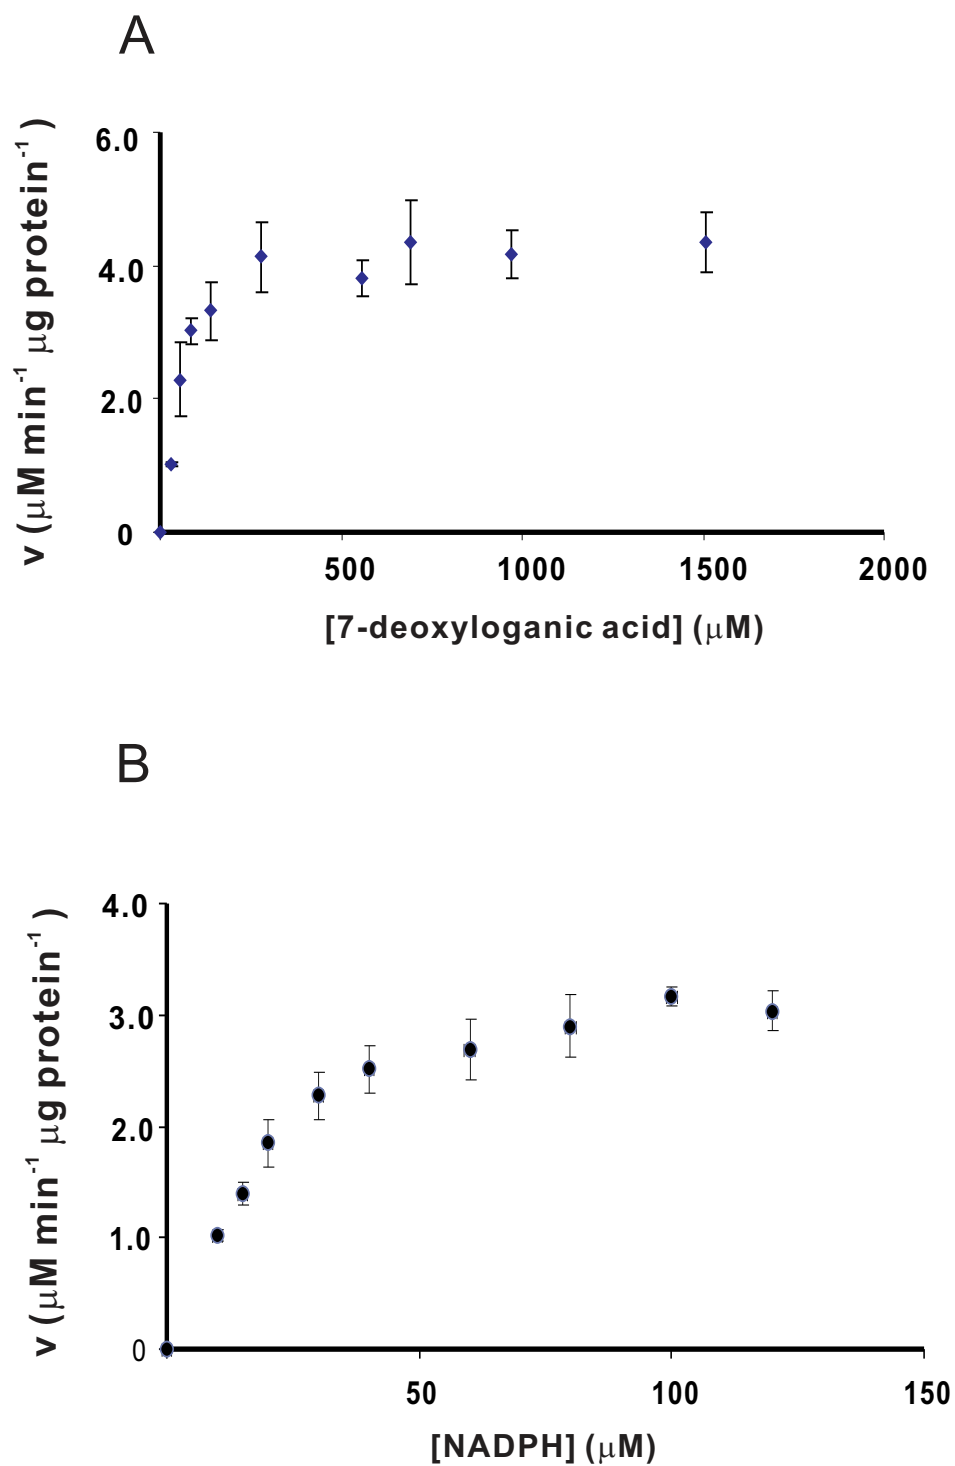 A
6.0
4.0
2.0
0
v (μM min⁻¹ μg protein⁻¹ )
500 1000 1500 2000
[7-deoxyloganic acid] (μM)
B
4.0
3.0
2.0
1.0
0
v (μM min⁻¹ μg protein⁻¹ )
50 100 150
[NADPH] (μM)